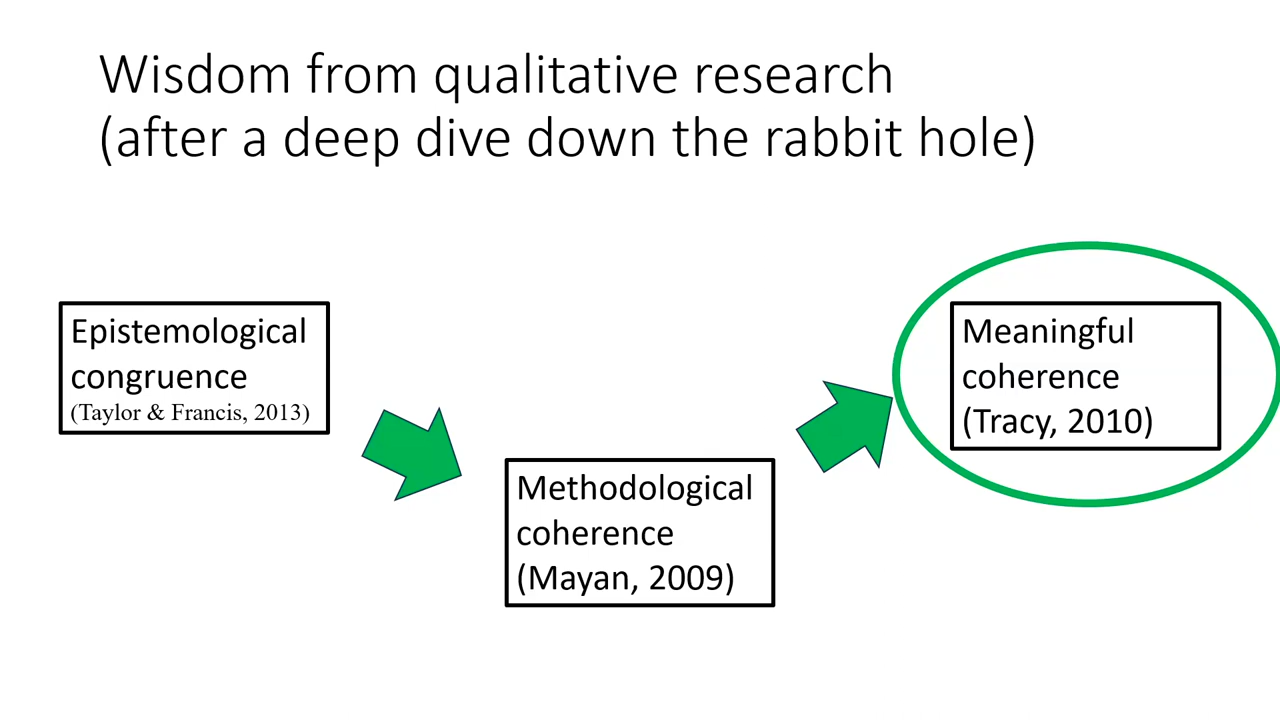 Wisdom from qualitative research
(after a deep dive down the rabbit hole)
Epistemological
congruence
(Taylor & Francis, 2013)
Methodological
coherence
(Mayan, 2009)
Meaningful
coherence
(Tracy, 2010)